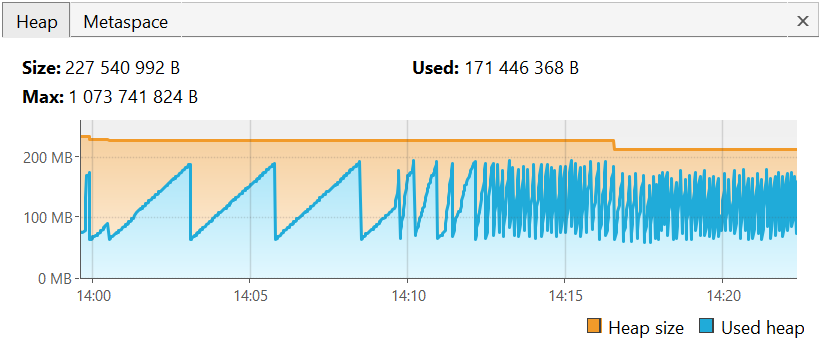 Heap Metaspace ×
Size: 227 540 992 B Used: 171 446 368 B
Max: 1 073 741 824 B
200 MB
100 MB
0 MB
14:00 14:05 14:10 14:15 14:20
Heap size Used heap